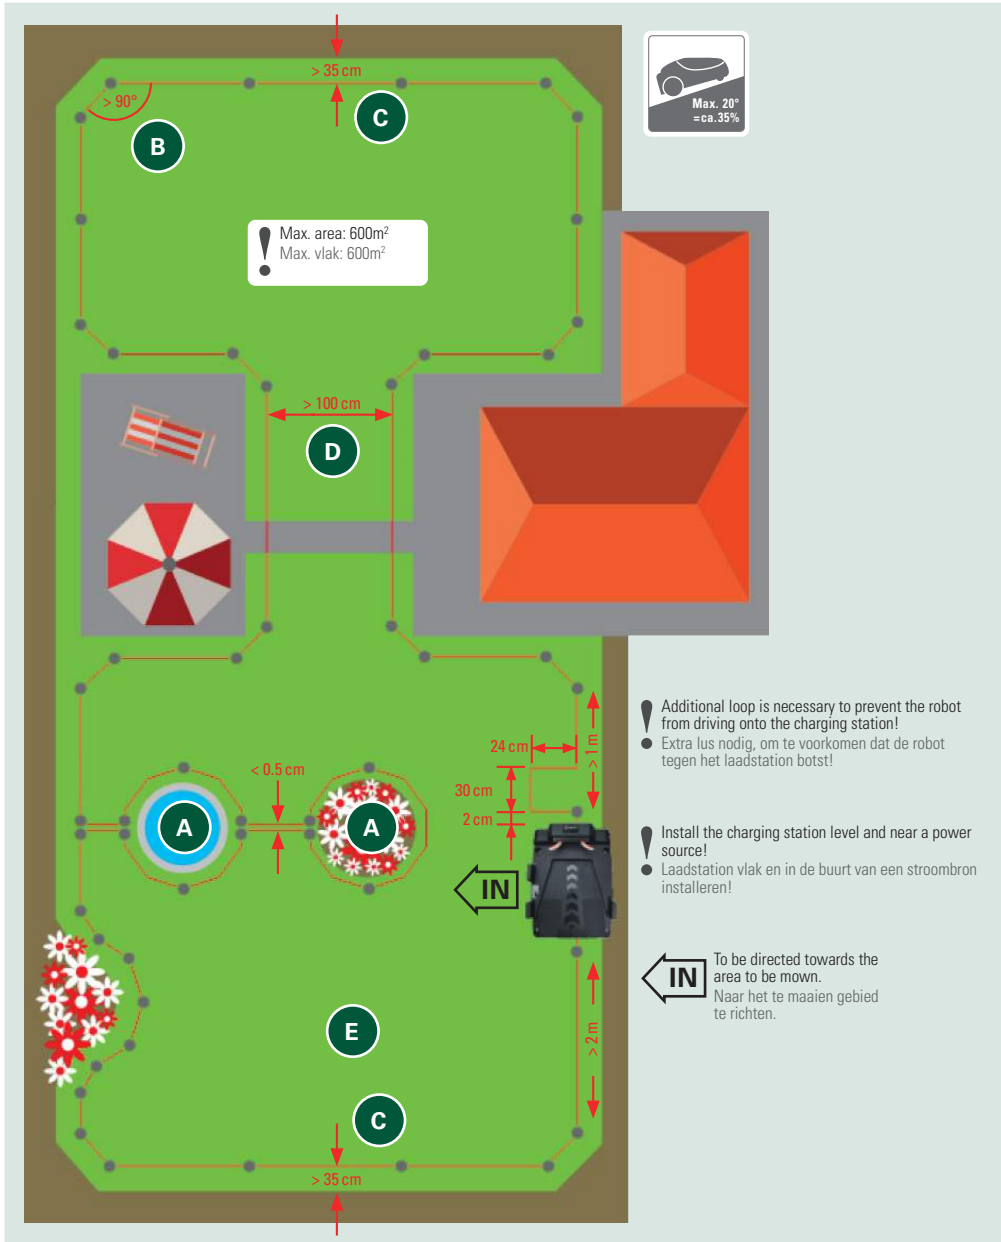 > 35 cm
> 90°
C
B
Max. 20°
=ca.35%
Max. area: 600m²
Max. vlak: 600m²
> 100 cm
D
Additional loop is necessary to prevent the robot
from driving onto the charging station!
Extra lus nodig, om te voorkomen dat de robot
tegen het laadstation botst!
24 cm
> 1 m
< 0.5 cm
30 cm
2 cm
A
A
Install the charging station level and near a power
source!
Laadstation vlak en in de buurt van een stroombron
installeren!
IN
IN
To be directed towards the
area to be mown.
Naar het te maaien gebied
te richten.
E
> 2 m
C
> 35 cm